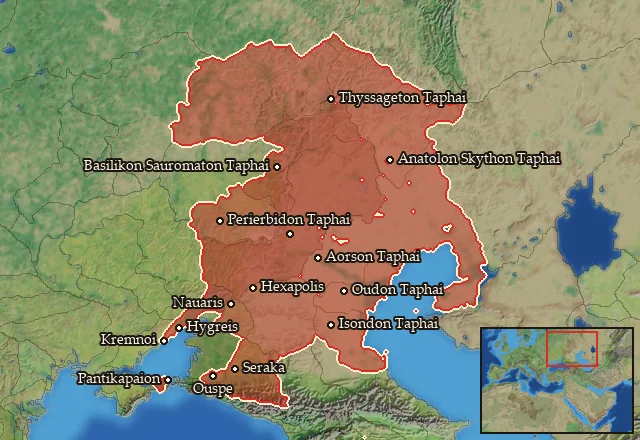 Thyssageton Taphai
Anatolon Skython Taphai
Basilikon Sauromaton Taphai
Perierbidon Taphai
Aorson Taphai
Hexapolis
Oudon Taphai
Nauaris
Hygreis
Isondon Taphai
Kremnoi
Seraka
Pantikapaion
Ouspe